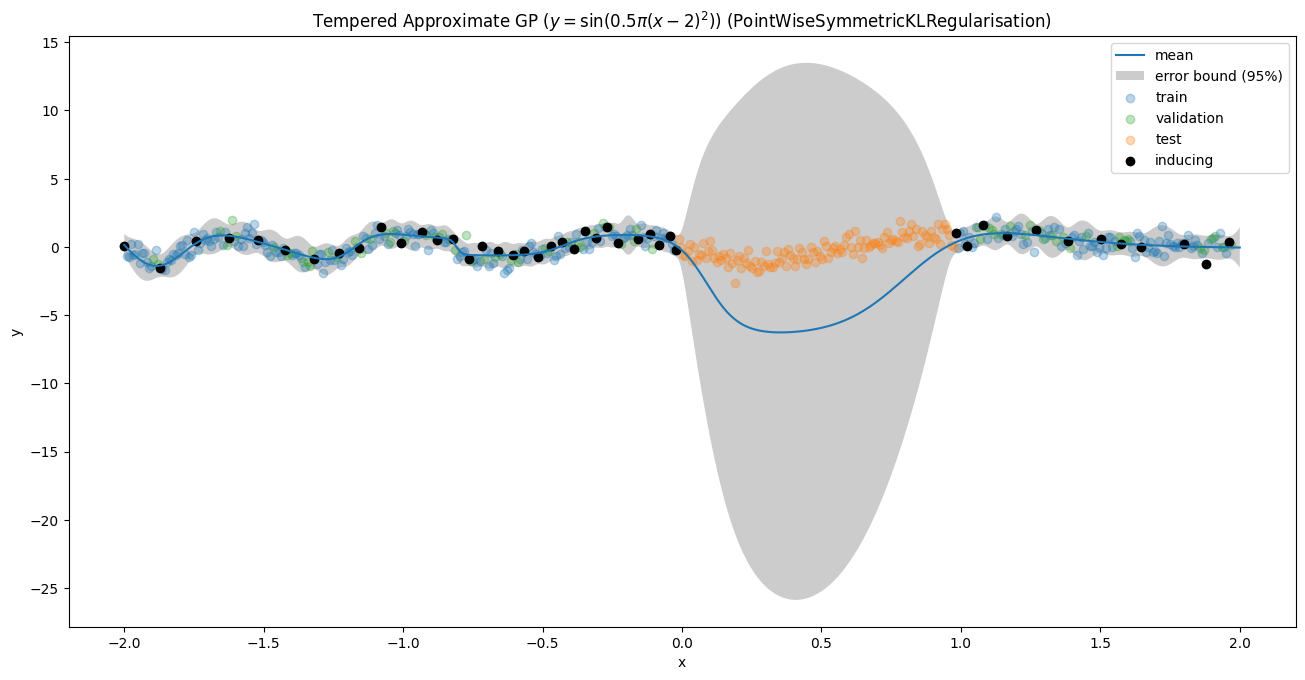 Tempered Approximate GP (y = sin(0.5π(x − 2)²)) (PointWiseSymmetricKLRegularisation)
mean
error bound (95%)
train
validation
test
inducing
y
15
10
5
0
−5
−10
−15
−20
−25
−2.0 −1.5 −1.0 −0.5 0.0 0.5 1.0 1.5 2.0
x